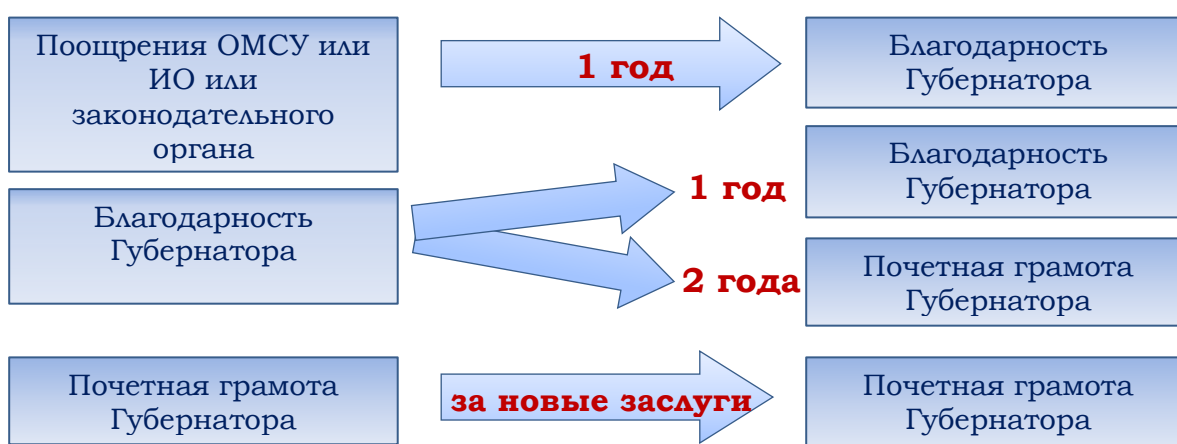 Поощрения ОМСУ или
ИО или
законодательного
органа
1 год
Благодарность
Губернатора
Благодарность
Губернатора
1 год
Благодарность
Губернатора
2 года
Почетная грамота
Губернатора
Почетная грамота
Губернатора
за новые заслуги
Почетная грамота
Губернатора